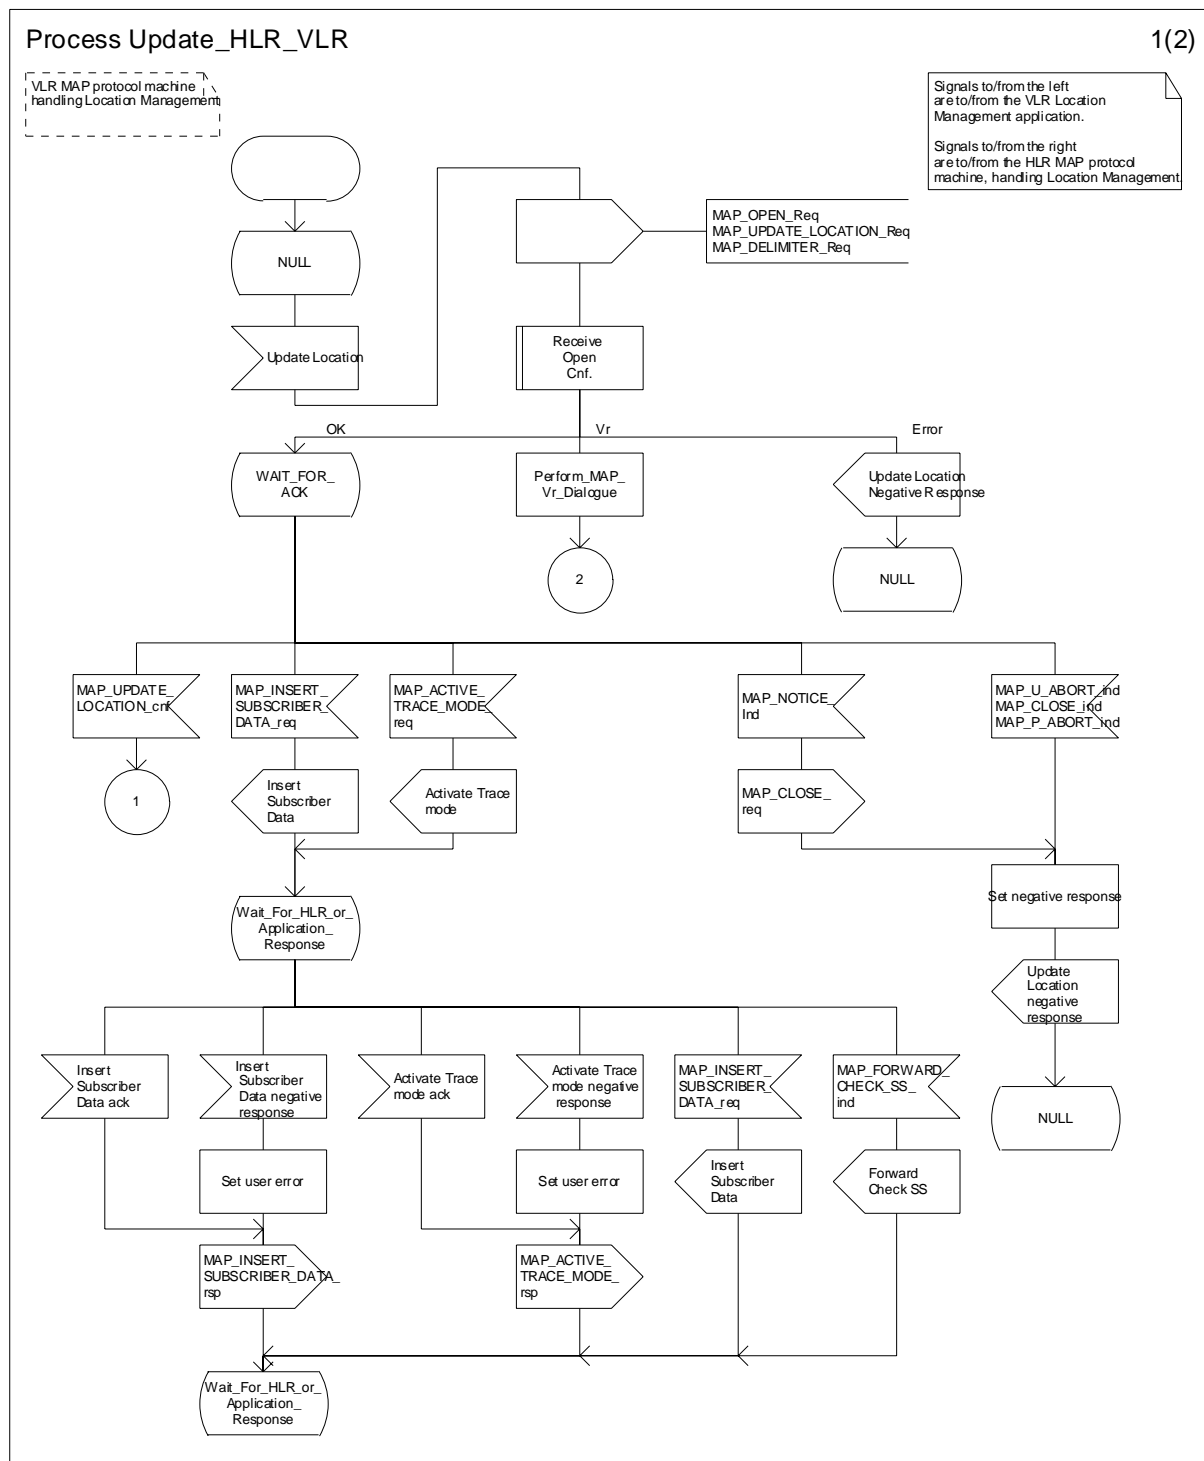 Process Update_HLR_VLR
1(2)
VLR MAP protocol machine
handling Location Management
Signals to/from the left
are to/from the VLR Location
Management application.
Signals to/from the right
are to/from the HLR MAP protocol
machine, handling Location Management.
MAP_OPEN_Req
MAP_UPDATE_LOCATION_Req
MAP_DELIMITER_Req
NULL
Update Location
Receive
Open
Cnf.
OK
Vr
Error
WAIT_FOR_
ACK
Perform_MAP_
Vr_Dialogue
Update Location
Negative Response
2
NULL
MAP_UPDATE_
LOCATION_cnf
MAP_INSERT_
SUBSCRIBER_
DATA_req
MAP_ACTIVE_
TRACE_MODE_
req
MAP_NOTICE_
Ind
MAP_U_ABORT_ind
MAP_CLOSE_ind
MAP_P_ABORT_ind
1
Insert
Subscriber
Data
Activate Trace
mode
MAP_CLOSE_
req
Set negative response
Wait_For_HLR_or_
Application_
Response
Update
Location
negative
response
Insert
Subscriber
Data ack
Insert
Subscriber
Data negative
response
Activate Trace
mode ack
Activate Trace
mode negative
response
MAP_INSERT_
SUBSCRIBER_
DATA_req
MAP_FORWARD_
CHECK_SS_
ind
NULL
Set user error
Set user error
Insert
Subscriber
Data
Forward
Check SS
MAP_INSERT_
SUBSCRIBER_DATA_
rsp
MAP_ACTIVE_
TRACE_MODE_
rsp
Wait_For_HLR_or_
Application_
Response